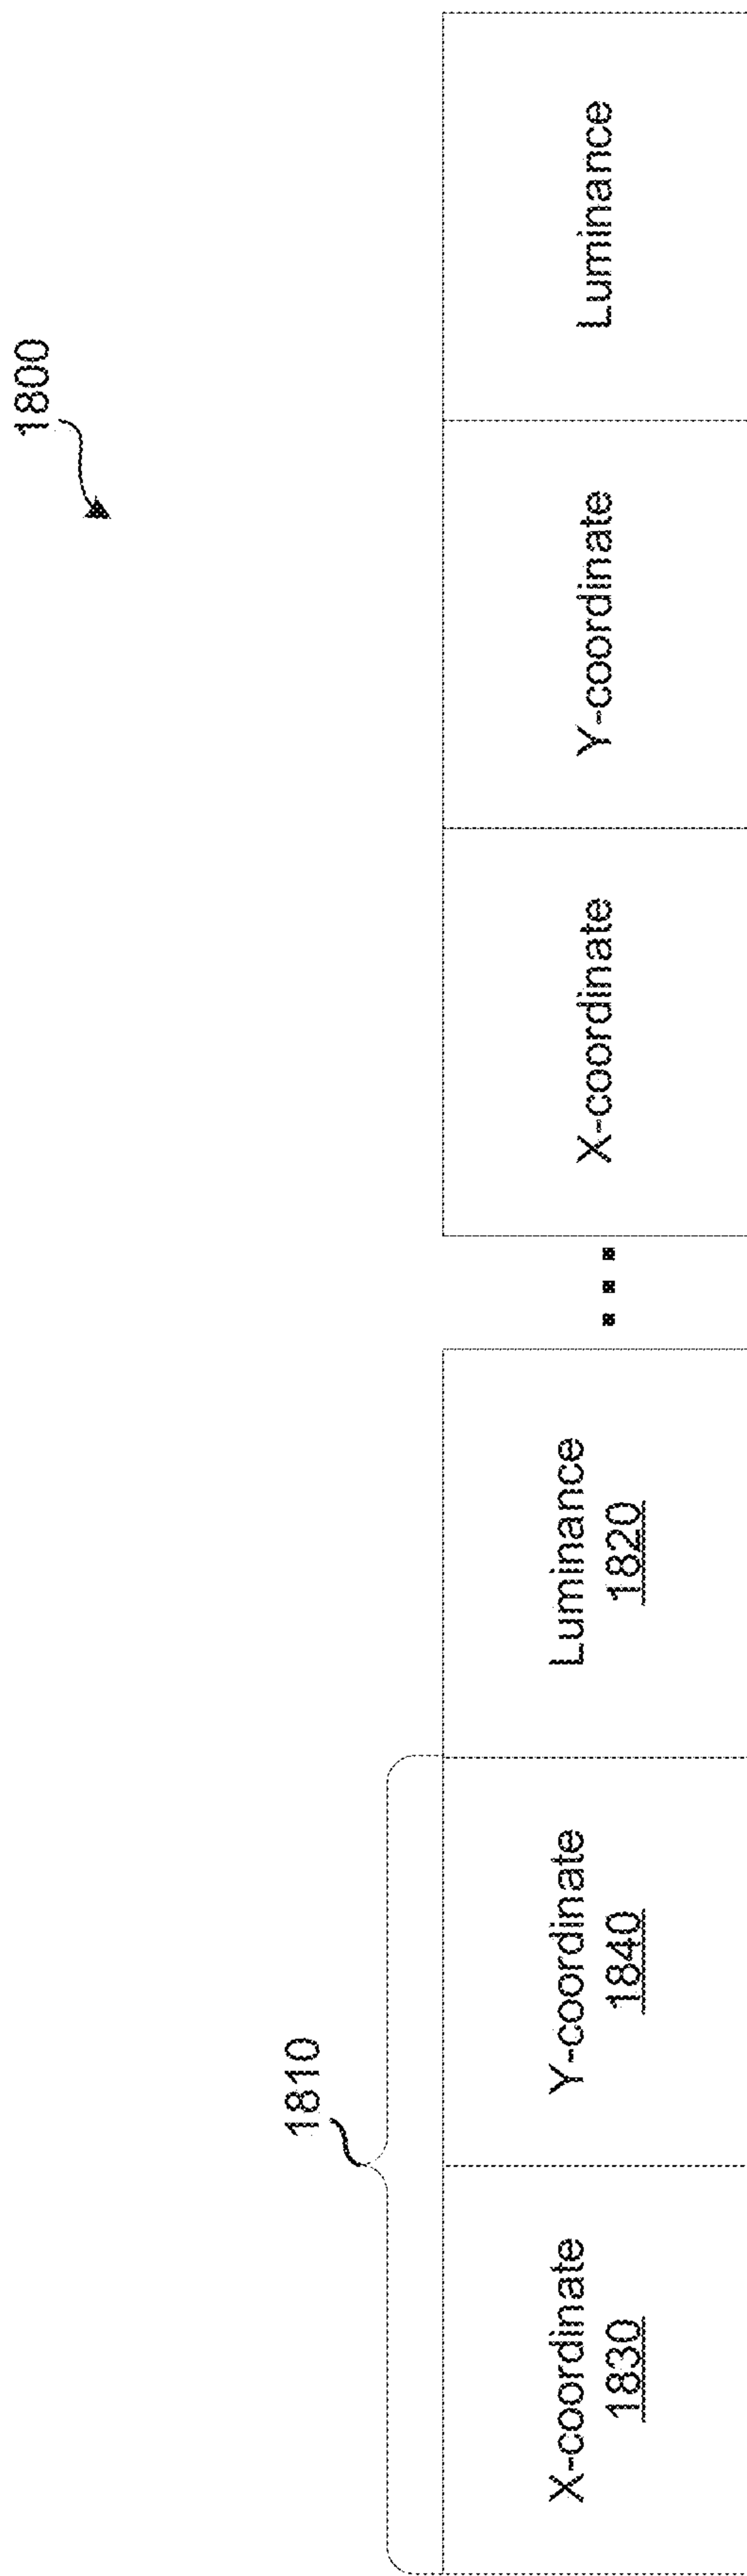 1800
1810
X-coordinate
1830
Y-coordinate
1840
Luminance
1820
X-coordinate
Y-coordinate
Luminance